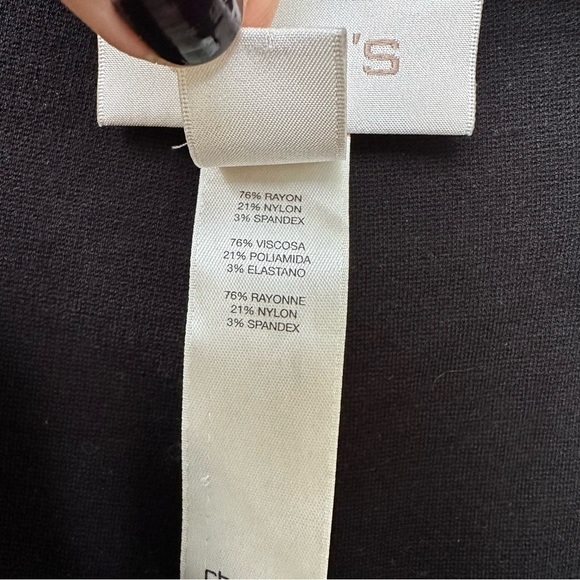 's
76% RAYON
21% NYLON
3% SPANDEX
76% VISCOSA
21% POLIAMIDA
3% ELASTANO
76% RAYONNE
21% NYLON
3% SPANDEX